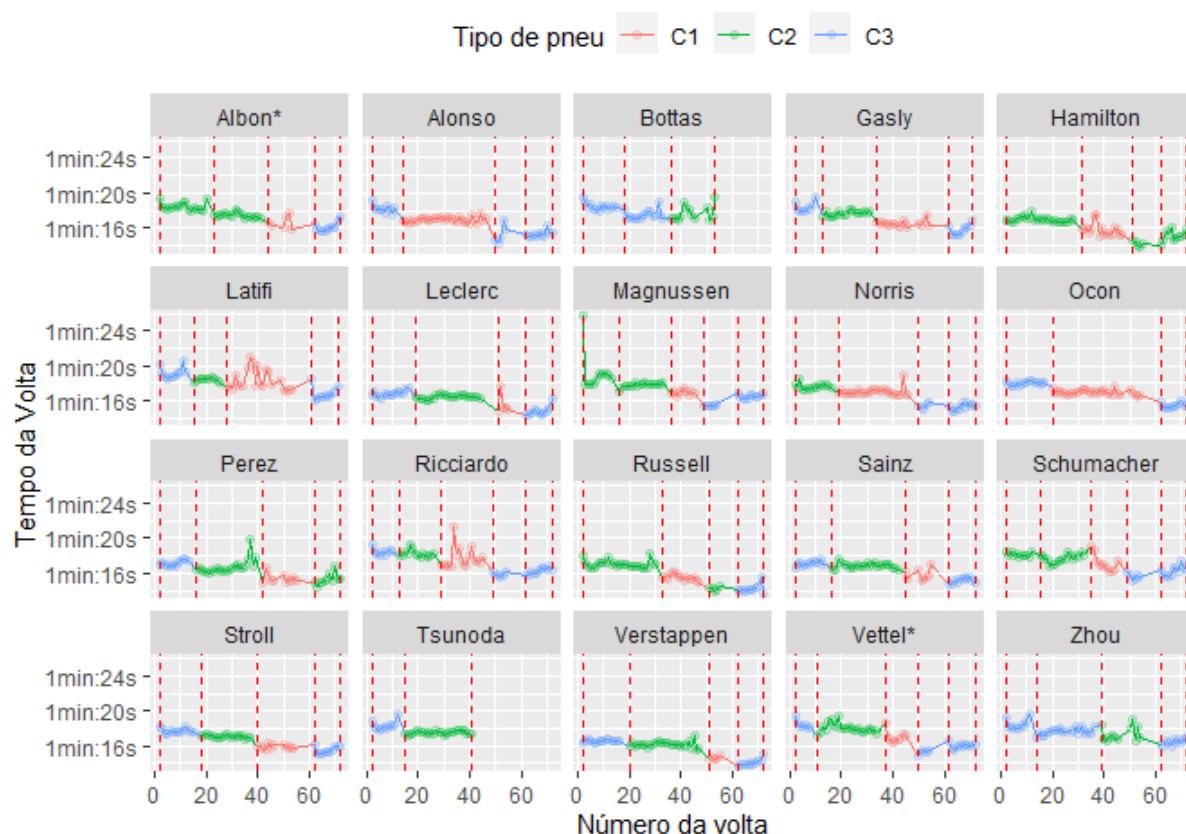 Tipo de pneu C1 C2 C3
Albon* Alonso Bottas Gasly Hamilton
1min:24s
1min:20s
1min:16s
Latifi Leclerc Magnussen Norris Ocon
1min:24s
1min:20s
1min:16s
Perez Ricciardo Russell Sainz Schumacher
1min:24s
1min:20s
1min:16s
Stroll Tsunoda Verstappen Vettel* Zhou
1min:24s
1min:20s
1min:16s
0 20 40 60 0 20 40 60 0 20 40 60 0 20 40 60 0 20 40 60
Tempo da Volta
Número da volta